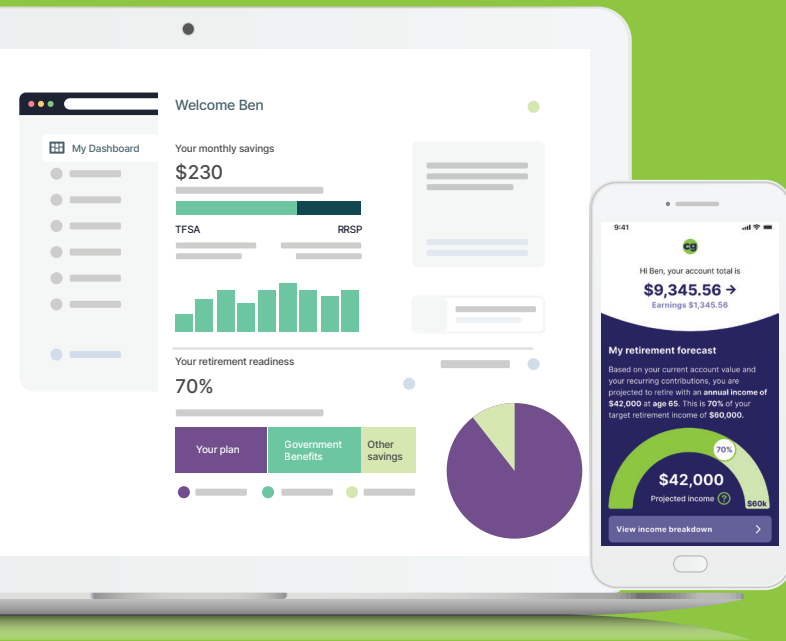 Welcome Ben
My Dashboard
Your monthly savings
$230
TFSA
RRSP
Your retirement readiness
70%
Your plan
Government
Benefits
Other
savings
9:41
cg
Hi Ben, your account total is
$9,345.56 →
Earnings $1,345.56
My retirement forecast
Based on your current account value and
your recurring contributions, you are
projected to retire with an annual income of
$42,000 at age 65. This is 70% of your
target retirement income of $60,000.
70%
$42,000
Projected income ?
$60k
View income breakdown